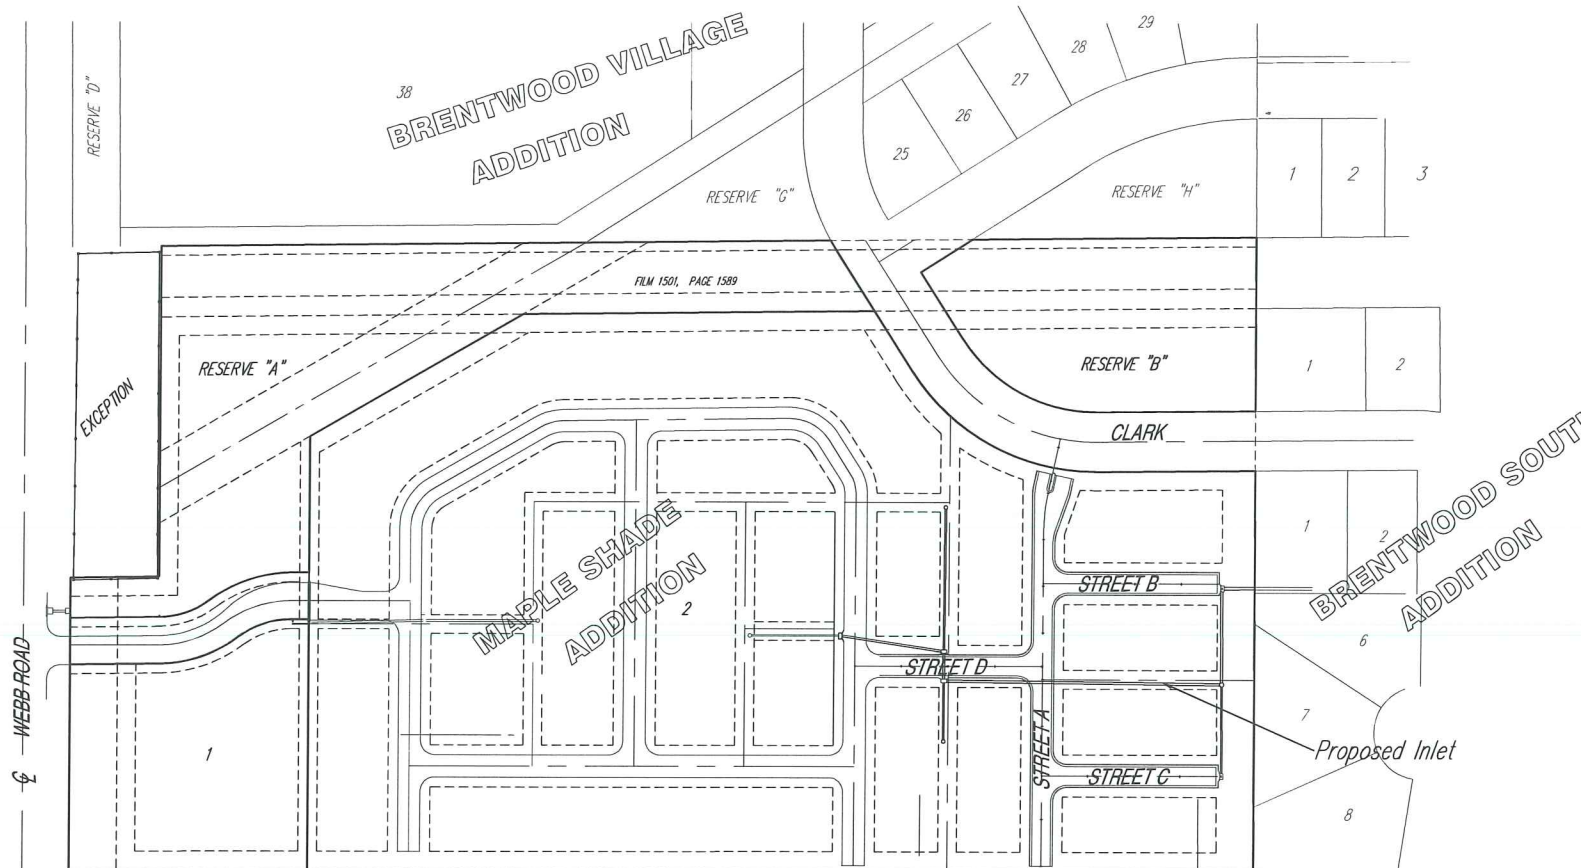 29
28
27
26
25
38
BRENTWOOD VILLAGE
ADDITION
RESERVE "D"
RESERVE "G"
RESERVE "H"
1
2
3
FILM 1501, PAGE 1589
RESERVE "A"
EXCEPTION
RESERVE "B"
1
2
CLARK
1
2
BRENTWOOD SOUTH
ADDITION
MAPLE SHADE
ADDITION
2
STREET B
STREET D
STREET A
STREET C
6
7
8
Proposed Inlet
1
℄ WEBB ROAD